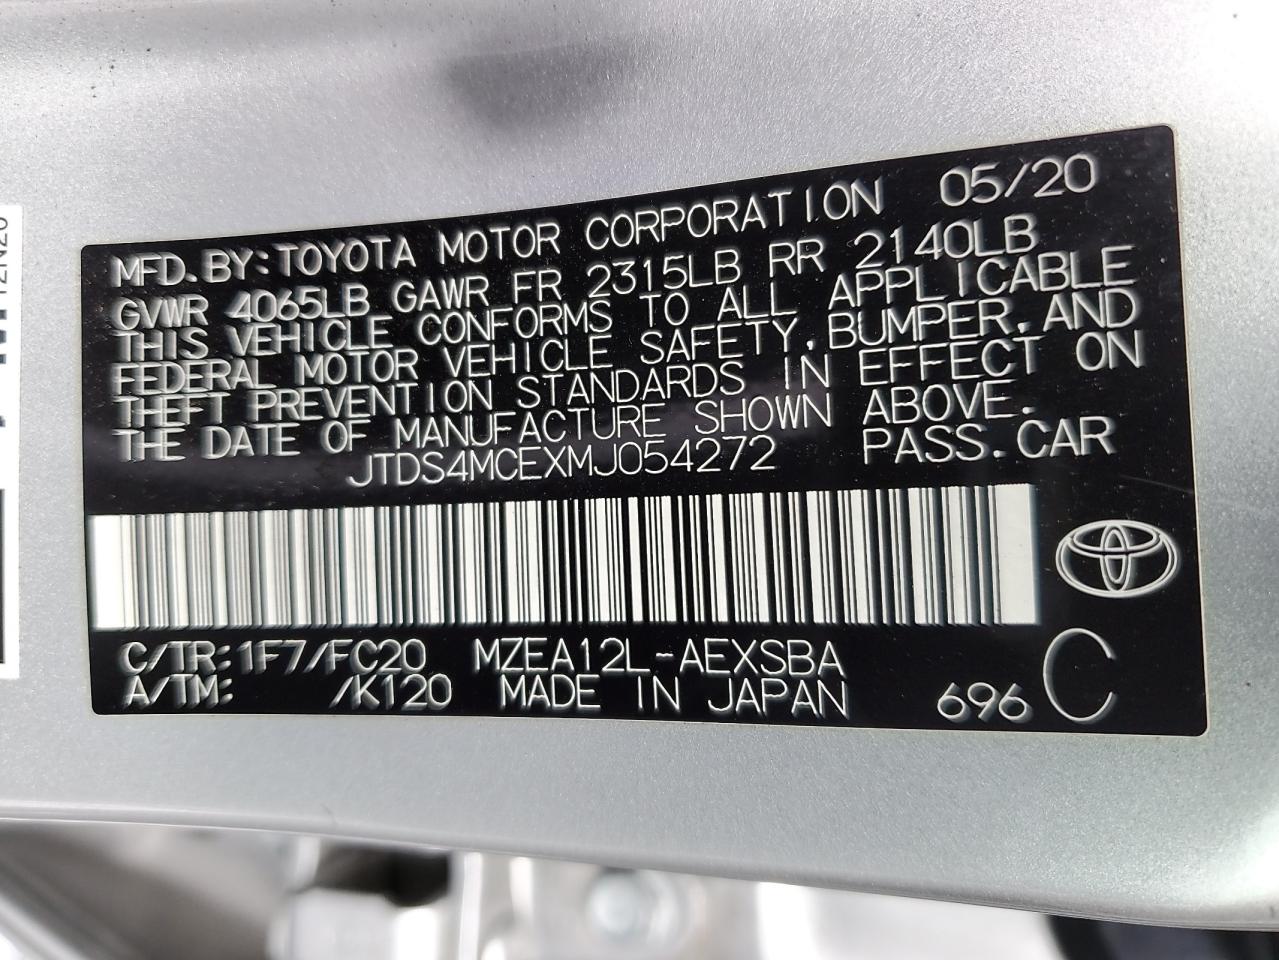 MFD.BY:TOYOTA MOTOR CORPORATION 05/20
GVWR 4065LB GAWR FR 2315LB RR 2140LB
THIS VEHICLE CONFORMS TO ALL APPLICABLE
FEDERAL MOTOR VEHICLE SAFETY,BUMPER,AND
THEFT PREVENTION STANDARDS IN EFFECT ON
THE DATE OF MANUFACTURE SHOWN ABOVE.
JTDS4MCEXMJ054272 PASS.CAR
C/TR:1F7/FC20 MZEA12L-AEXSBA
A/TM: /K120 MADE IN JAPAN 696 C